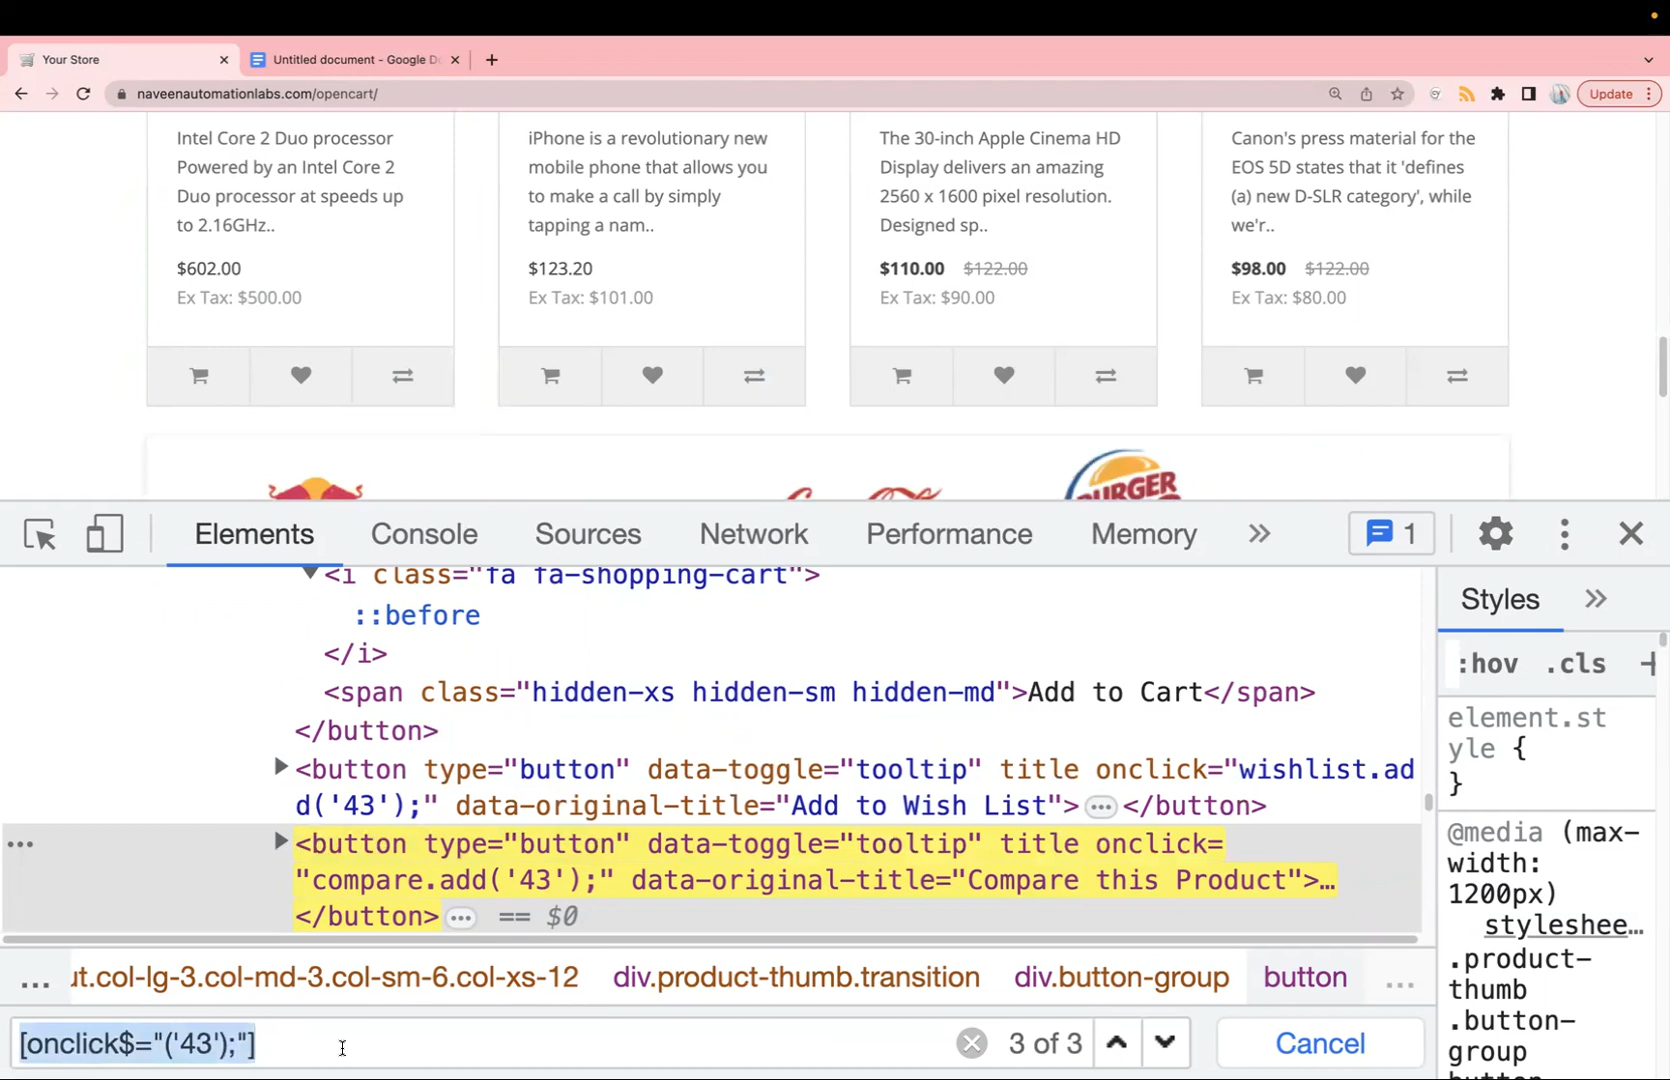 Your Store
Untitled document - Google D
naveenautomationlabs.com/opencart/
Update
Intel Core 2 Duo processor
Powered by an Intel Core 2
Duo processor at speeds up
to 2.16GHz..
$602.00
Ex Tax: $500.00
iPhone is a revolutionary new
mobile phone that allows you
to make a call by simply
tapping a nam..
$123.20
Ex Tax: $101.00
The 30-inch Apple Cinema HD
Display delivers an amazing
2560 x 1600 pixel resolution.
Designed sp..
$110.00 $122.00
Ex Tax: $90.00
Canon's press material for the
EOS 5D states that it 'defines
(a) new D-SLR category', while
we'r..
$98.00 $122.00
Ex Tax: $80.00
BURGER
Elements Console Sources Network Performance Memory 1
<i class="fa fa-shopping-cart">
::before
</i>
<span class="hidden-xs hidden-sm hidden-md">Add to Cart</span>
</button>
<button type="button" data-toggle="tooltip" title onclick="wishlist.ad
d('43');" data-original-title="Add to Wish List"> … </button>
<button type="button" data-toggle="tooltip" title onclick=
"compare.add('43');" data-original-title="Compare this Product">…
</button> … == $0
... ut.col-lg-3.col-md-3.col-sm-6.col-xs-12 div.product-thumb.transition div.button-group button ...
[onclick$="('43');"]
3 of 3
Cancel
Styles
:hov .cls
element.st
yle {
}
@media (max-
width:
1200px)
styleshee…
.product-
thumb
.button-
group